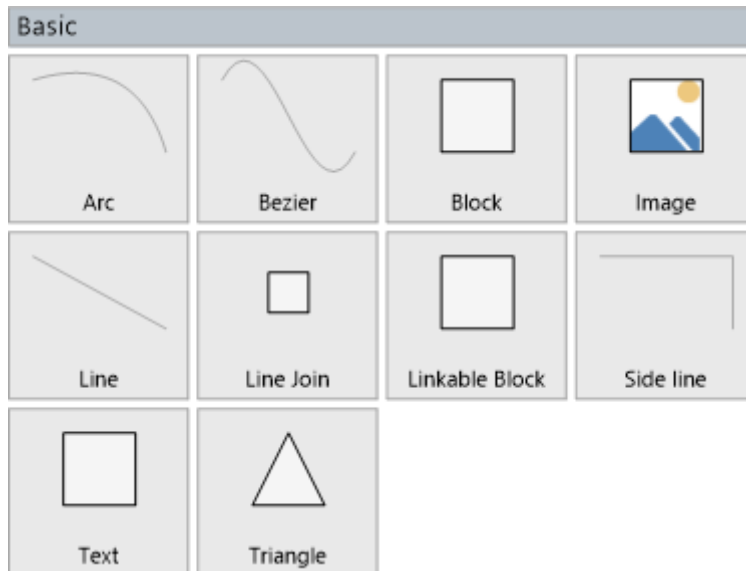 Basic
Arc
Bezier
Block
Image
Line
Line Join
Linkable Block
Side line
Text
Triangle